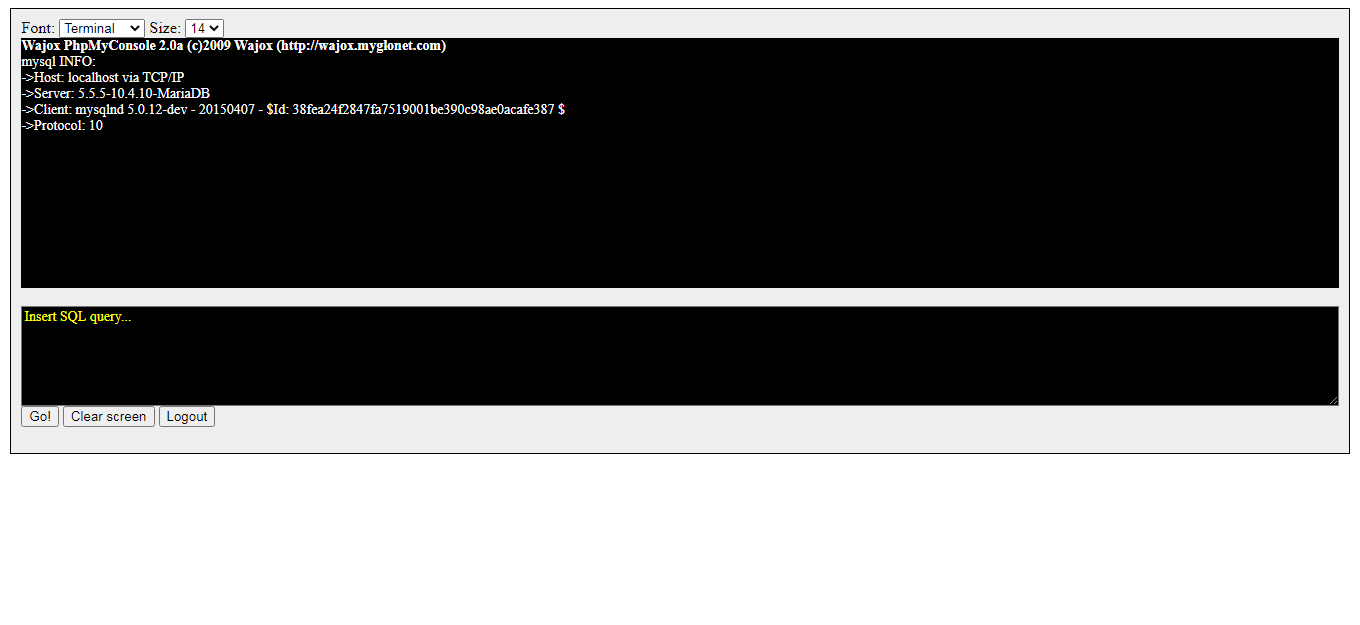 Font: Terminal Size: 14
Wajox PhpMyConsole 2.0a (c)2009 Wajox (http://wajox.myglonet.com)
mysql INFO:
->Host: localhost via TCP/IP
->Server: 5.5.5-10.4.10-MariaDB
->Client: mysqlnd 5.0.12-dev - 20150407 - $Id: 38fea24f2847fa7519001be390c98ae0acafe387 $
->Protocol: 10
Insert SQL query...
Go! Clear screen Logout